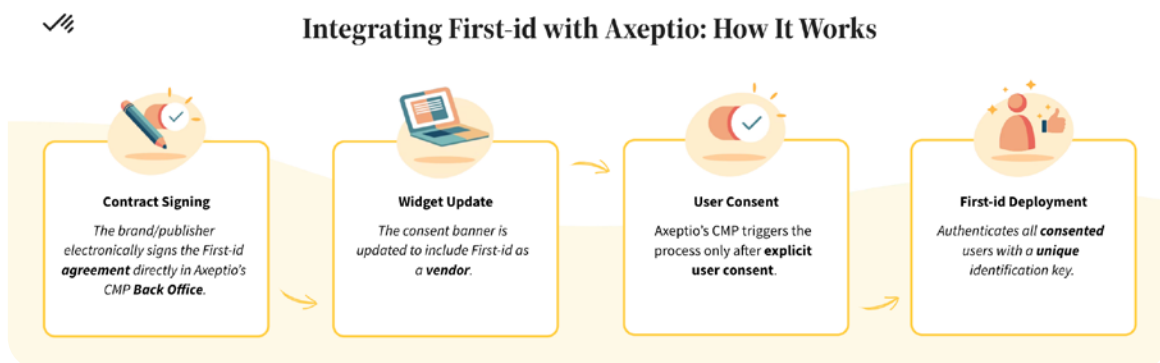 Integrating First-id with Axeptio: How It Works
Contract Signing
The brand/publisher
electronically signs the First-id
agreement directly in Axeptio's
CMP Back Office.
Widget Update
The consent banner is
updated to include First-id as
a vendor.
User Consent
Axeptio's CMP triggers the
process only after explicit
user consent.
First-id Deployment
Authenticates all consented
users with a unique
identification key.